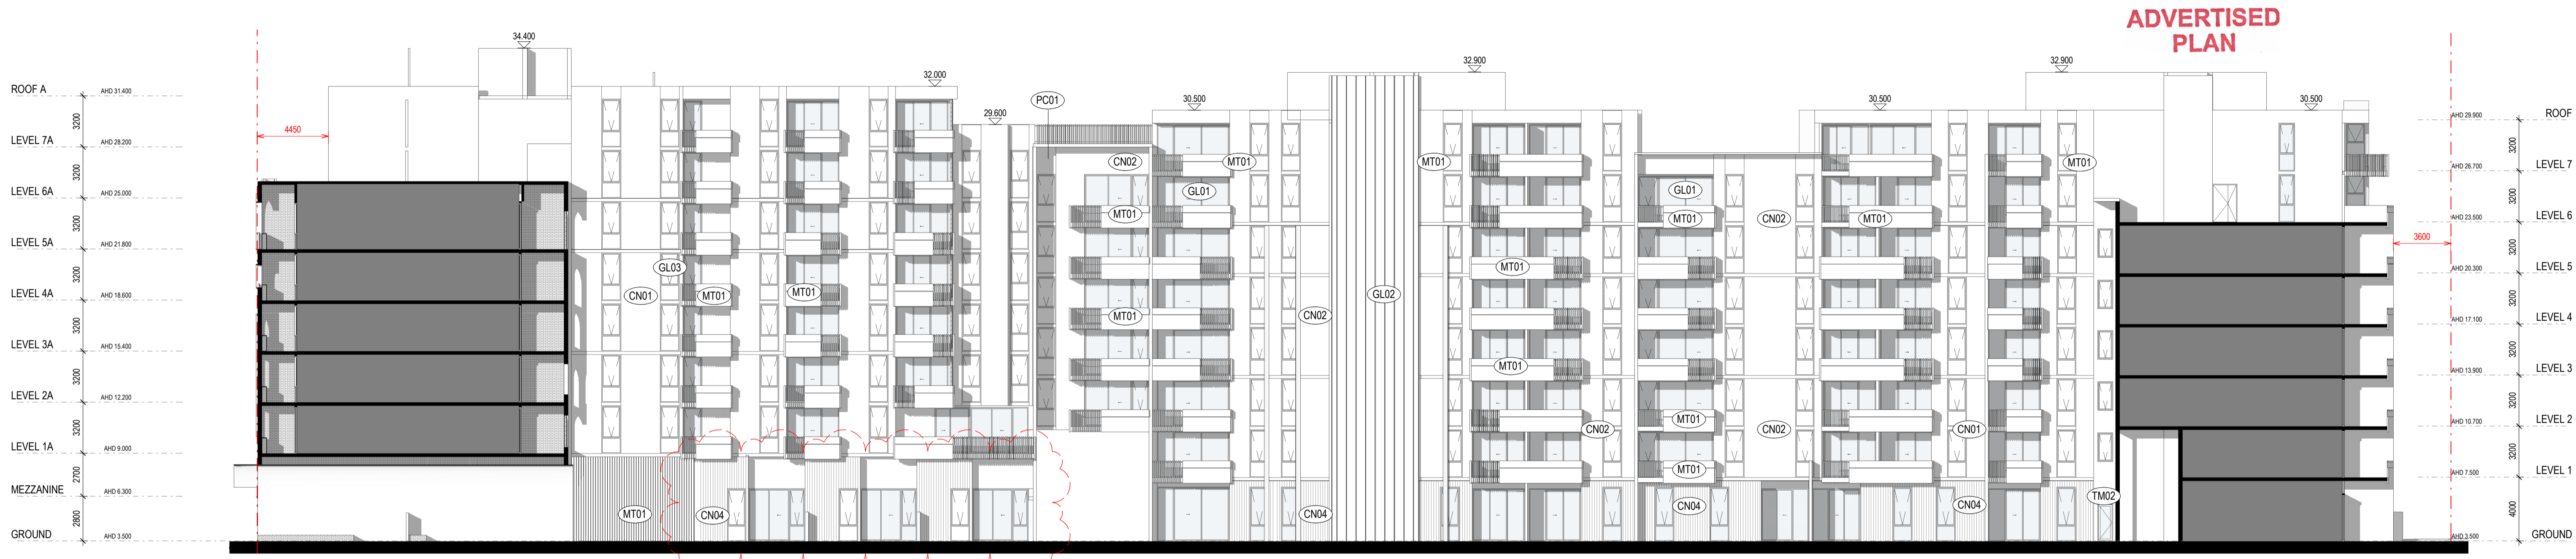 ADVERTISED
PLAN
34.400
32.000
29.600
30.500
32.900
30.500
32.900
30.500
ROOF A AHD 31.400
3200
LEVEL 7A AHD 28.200
3200
LEVEL 6A AHD 25.000
3200
LEVEL 5A AHD 21.800
3200
LEVEL 4A AHD 18.600
3200
LEVEL 3A AHD 15.400
3200
LEVEL 2A AHD 12.200
3200
LEVEL 1A AHD 9.000
2700
MEZZANINE AHD 6.300
2800
GROUND AHD 3.500
4450
PC01
CN02
MT01
MT01
MT01
GL01
GL01
MT01
MT01
CN02
MT01
GL03
CN01
MT01
MT01
MT01
CN02
GL02
MT01
MT01
CN02
MT01
CN02
CN01
MT01
MT01
CN04
CN04
CN04
CN04
TM02
3600
AHD 29.900 ROOF
3200
AHD 26.700 LEVEL 7
3200
AHD 23.500 LEVEL 6
3200
AHD 20.300 LEVEL 5
3200
AHD 17.100 LEVEL 4
3200
AHD 13.900 LEVEL 3
3200
AHD 10.700 LEVEL 2
3200
AHD 7.500 LEVEL 1
4000
AHD 3.500 GROUND